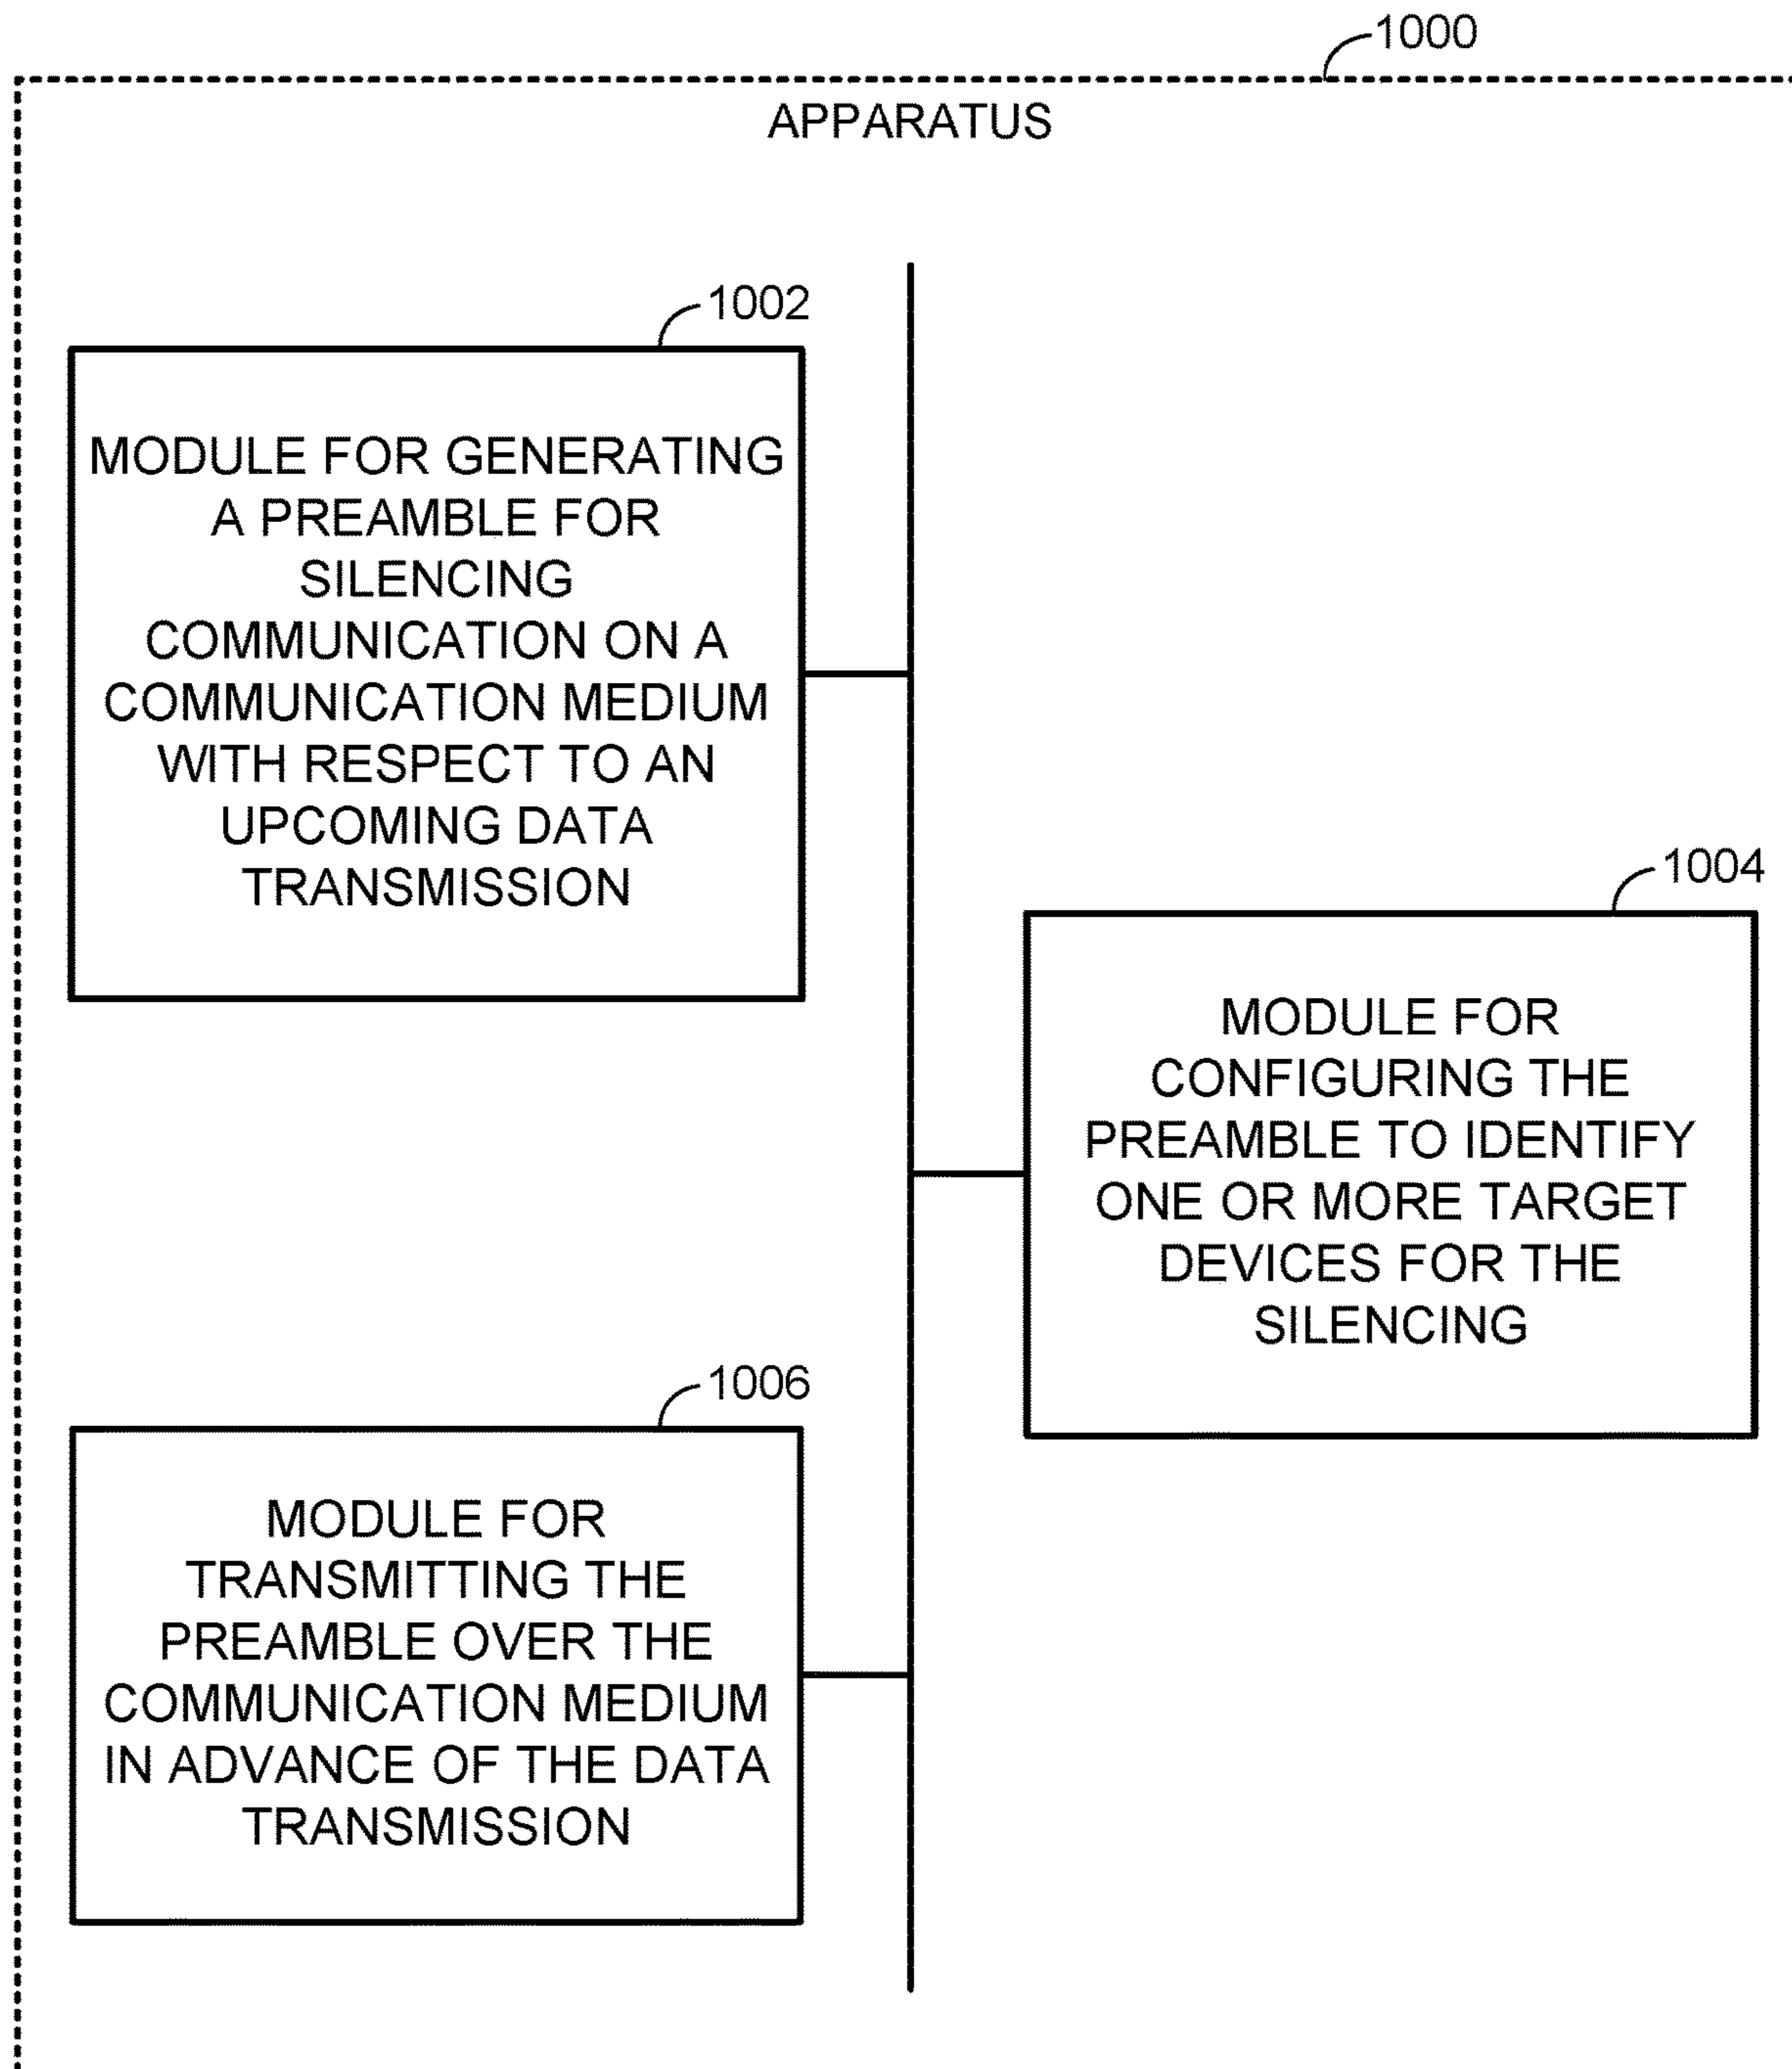 1000
APPARATUS
1002
MODULE FOR GENERATING
A PREAMBLE FOR
SILENCING
COMMUNICATION ON A
COMMUNICATION MEDIUM
WITH RESPECT TO AN
UPCOMING DATA
TRANSMISSION
1004
MODULE FOR
CONFIGURING THE
PREAMBLE TO IDENTIFY
ONE OR MORE TARGET
DEVICES FOR THE
SILENCING
1006
MODULE FOR
TRANSMITTING THE
PREAMBLE OVER THE
COMMUNICATION MEDIUM
IN ADVANCE OF THE DATA
TRANSMISSION